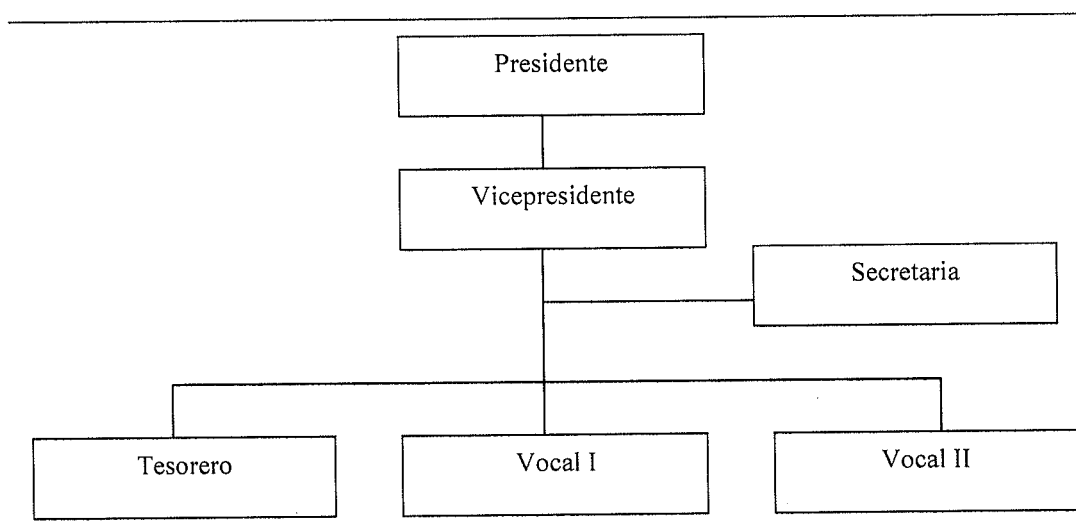 Presidente
Vicepresidente
Secretaria
Tesorero
Vocal I
Vocal II